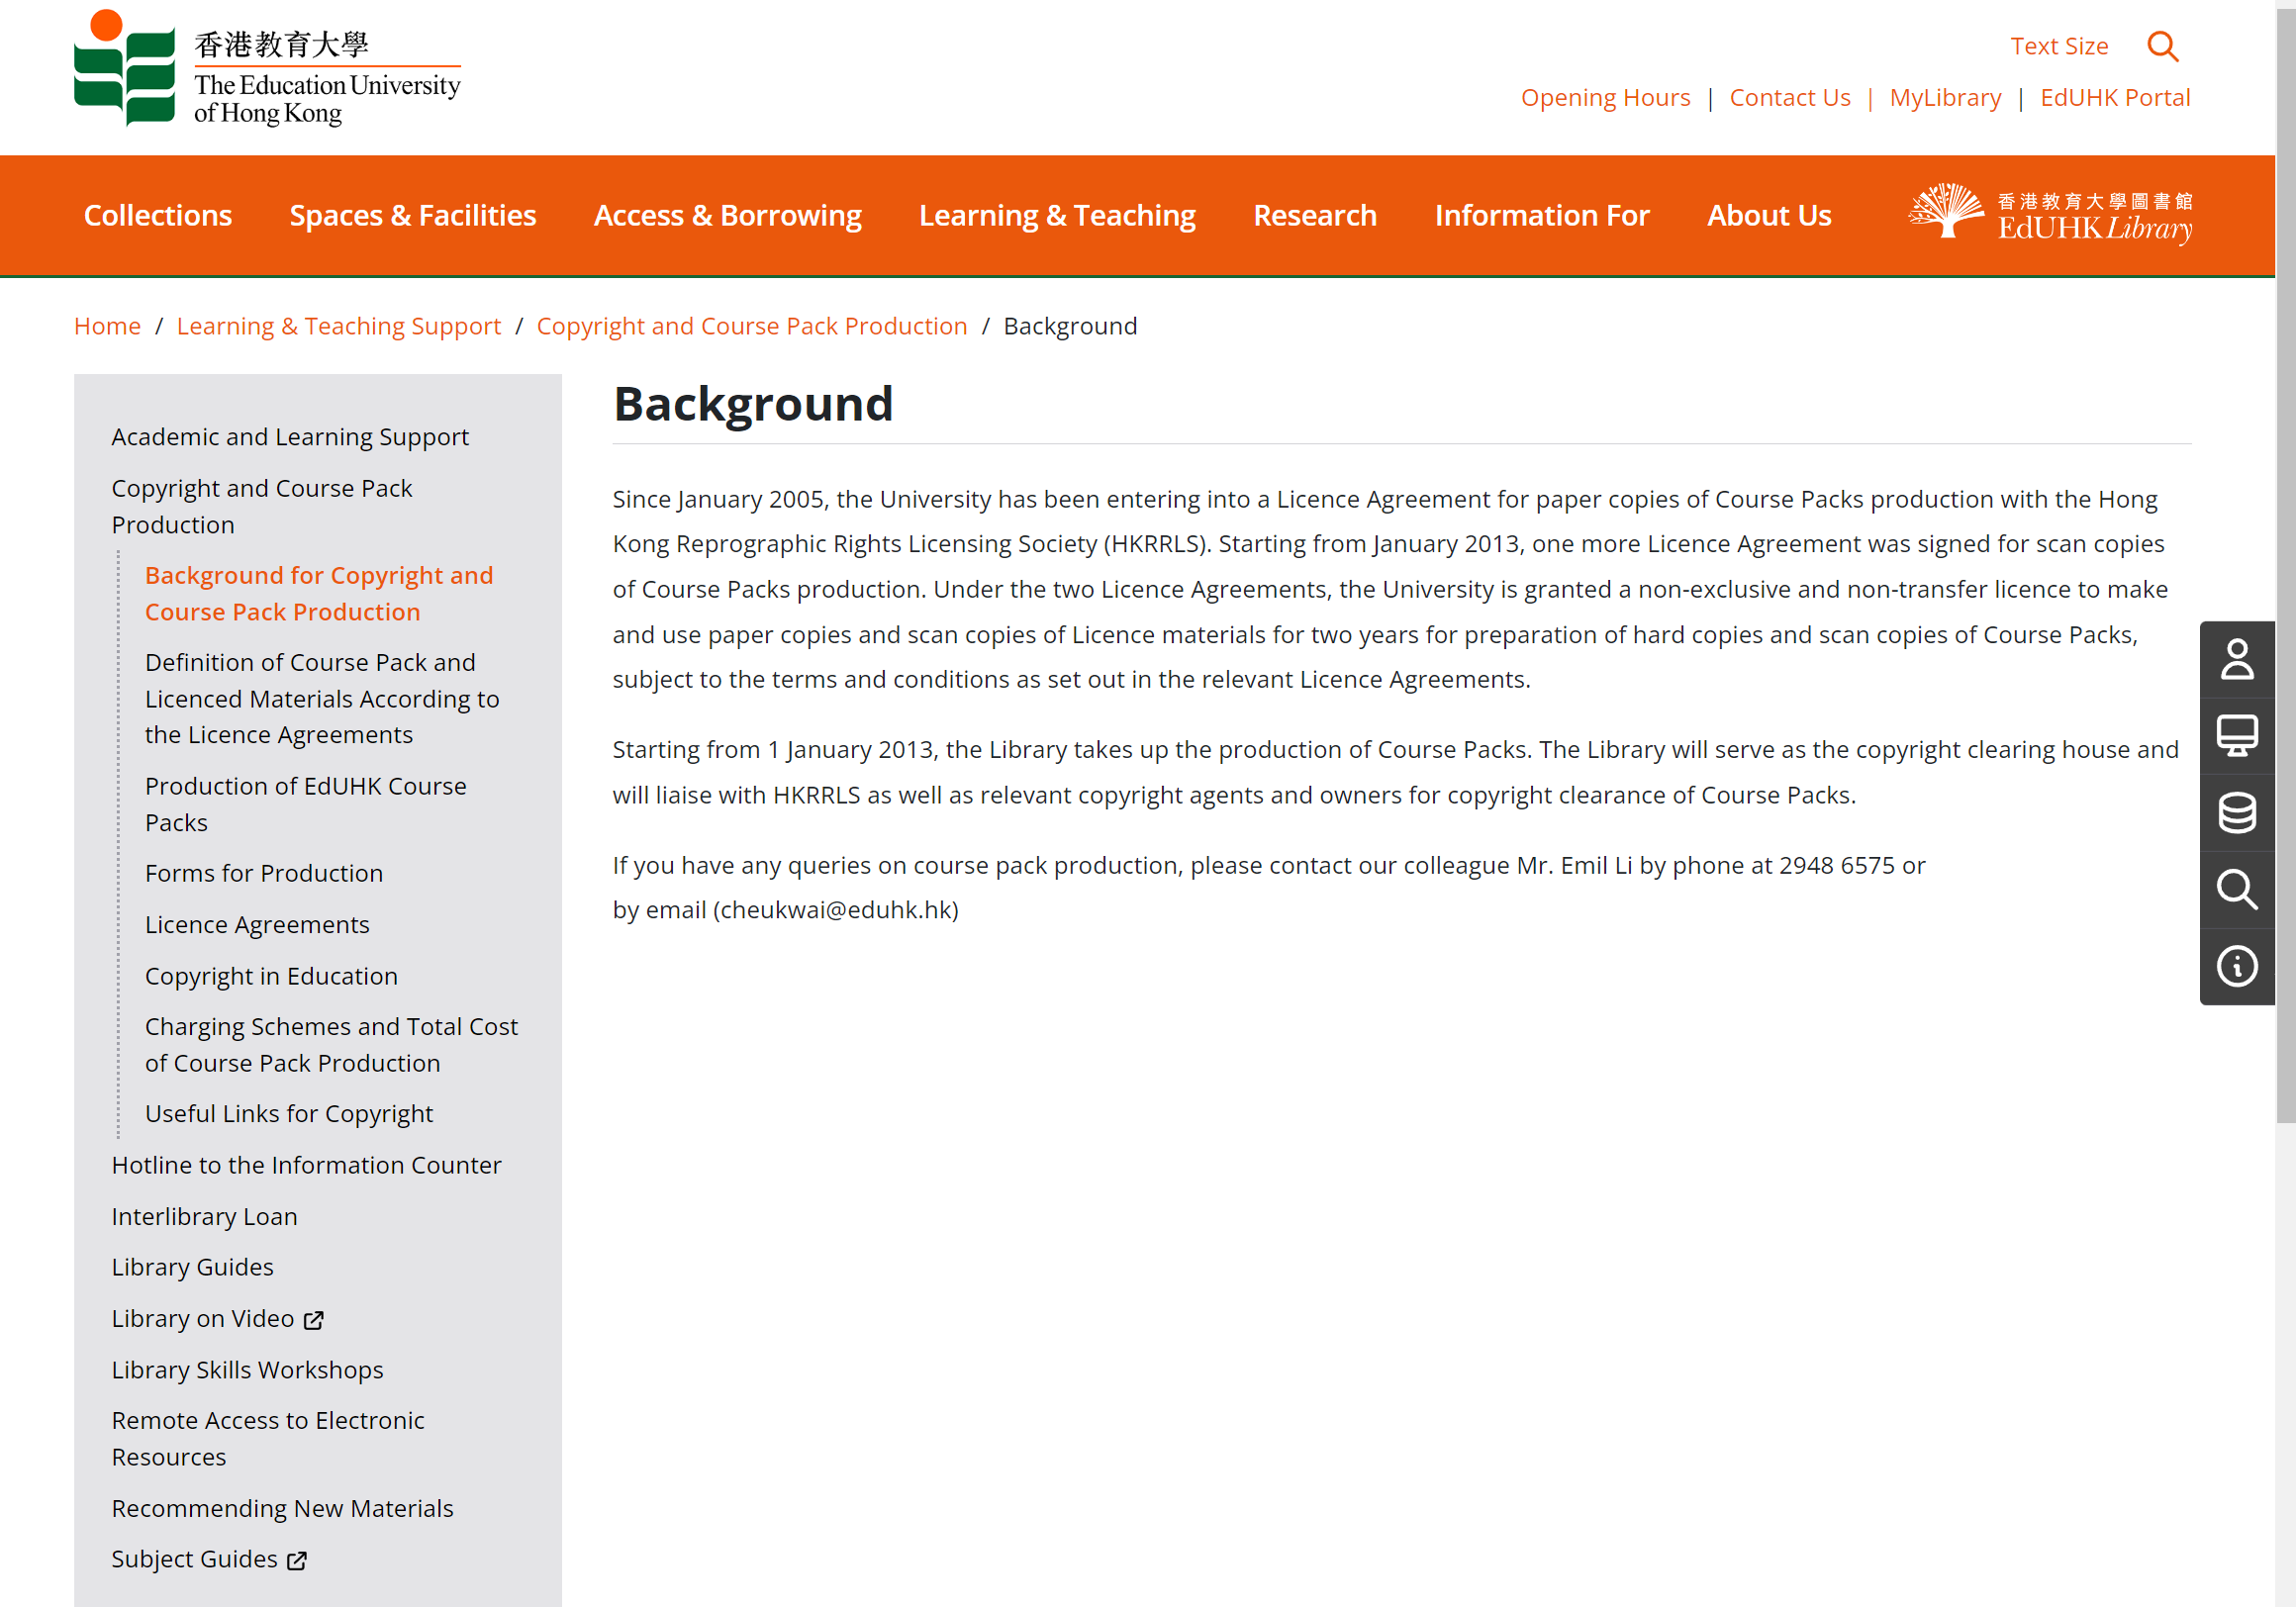 香港教育大學
The Education University
of Hong Kong
Text Size
Opening Hours | Contact Us | MyLibrary | EdUHK Portal
Collections Spaces & Facilities Access & Borrowing Learning & Teaching Research Information For About Us
香港教育大學圖書館
EdUHK Library
Home / Learning & Teaching Support / Copyright and Course Pack Production / Background
Academic and Learning Support
Copyright and Course Pack
Production
Background for Copyright and
Course Pack Production
Definition of Course Pack and
Licenced Materials According to
the Licence Agreements
Production of EdUHK Course
Packs
Forms for Production
Licence Agreements
Copyright in Education
Charging Schemes and Total Cost
of Course Pack Production
Useful Links for Copyright
Hotline to the Information Counter
Interlibrary Loan
Library Guides
Library on Video
Library Skills Workshops
Remote Access to Electronic
Resources
Recommending New Materials
Subject Guides
Background
Since January 2005, the University has been entering into a Licence Agreement for paper copies of Course Packs production with the Hong
Kong Reprographic Rights Licensing Society (HKRRLS). Starting from January 2013, one more Licence Agreement was signed for scan copies
of Course Packs production. Under the two Licence Agreements, the University is granted a non-exclusive and non-transfer licence to make
and use paper copies and scan copies of Licence materials for two years for preparation of hard copies and scan copies of Course Packs,
subject to the terms and conditions as set out in the relevant Licence Agreements.
Starting from 1 January 2013, the Library takes up the production of Course Packs. The Library will serve as the copyright clearing house and
will liaise with HKRRLS as well as relevant copyright agents and owners for copyright clearance of Course Packs.
If you have any queries on course pack production, please contact our colleague Mr. Emil Li by phone at 2948 6575 or
by email (cheukwai@eduhk.hk)